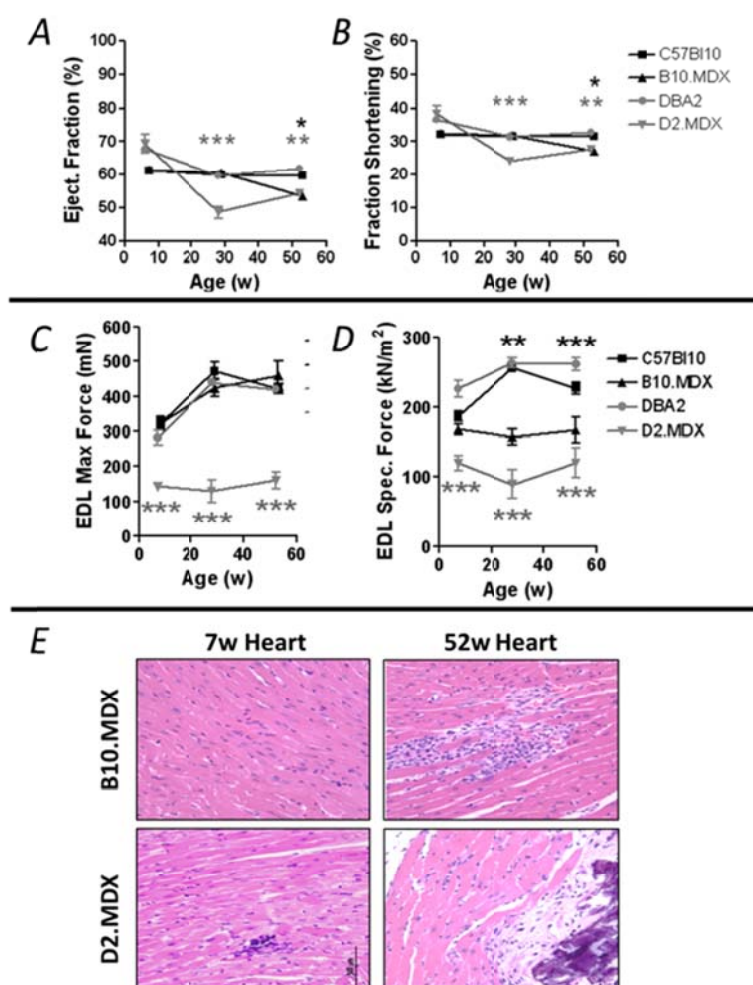 A
Eject. Fraction (%)
100
90
80
70
60
50
40
***
*
**
0 10 20 30 40 50 60
Age (w)
B
Fraction Shortening (%)
60
50
40
30
20
10
0
***
*
**
0 10 20 30 40 50 60
Age (w)
C57Bl10
B10.MDX
DBA2
D2.MDX
C
EDL Max Force (mN)
600
500
400
300
200
100
0
***
***
***
0 20 40 60
Age (w)
D
EDL Spec. Force (kN/m²)
300
200
100
0
**
***
***
***
***
0 20 40 60
Age (w)
C57Bl10
B10.MDX
DBA2
D2.MDX
E
7w Heart
52w Heart
B10.MDX
D2.MDX